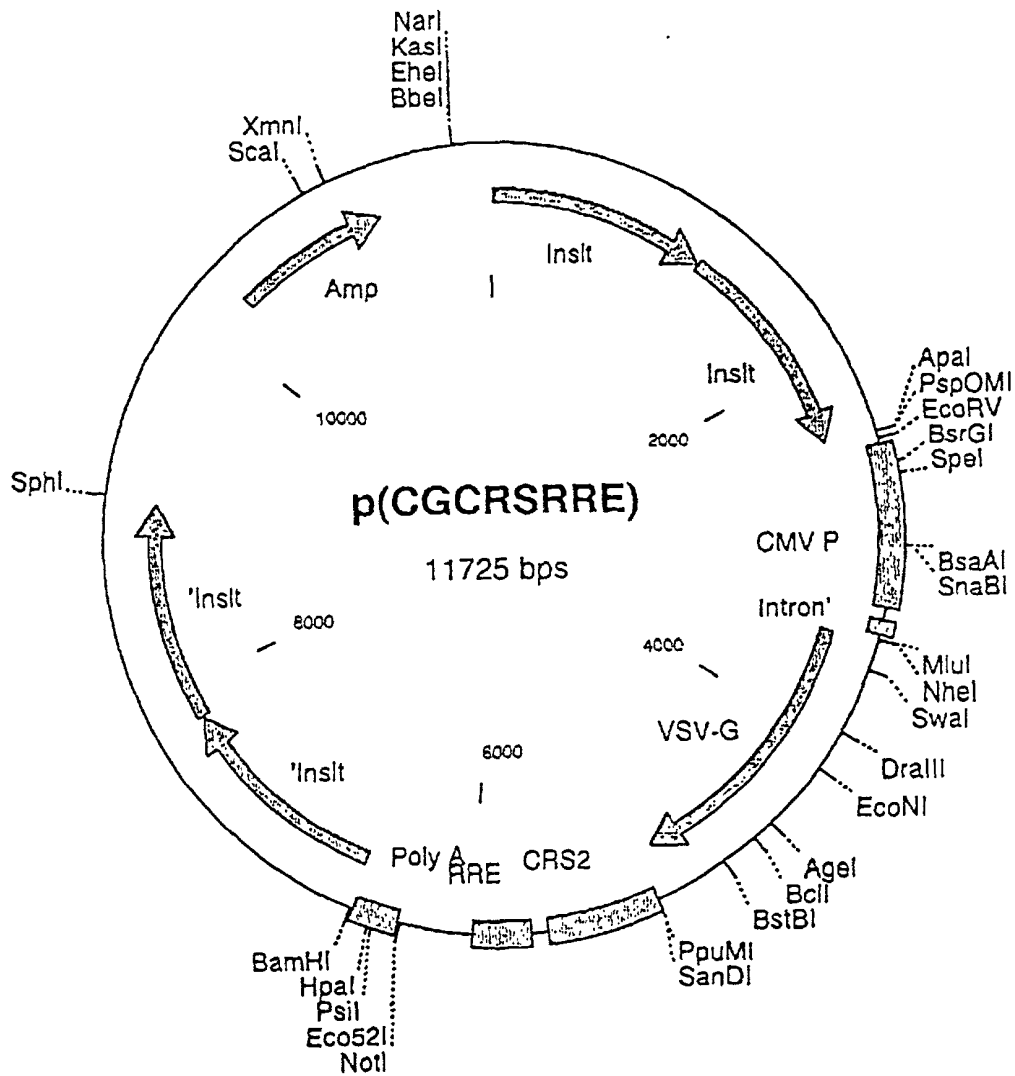 NarI
KasI
EheI
BbeI
XmnI
ScaI
InsIt
Amp
I
InsIt
ApaI
PspOMI
EcoRV
BsrGI
SpeI
10000
2000
SphI
p(CGCRSRRE)
11725 bps
CMV P
BsaAI
SnaBI
'InsIt
Intron'
8000
4000
MluI
NheI
SwaI
VSV-G
DraIII
'InsIt
6000
EcoNI
Poly A
RRE
CRS2
AgeI
BclI
BstBI
PpuMI
SanDI
BamHI
HpaI
PsiI
Eco52I
NotI